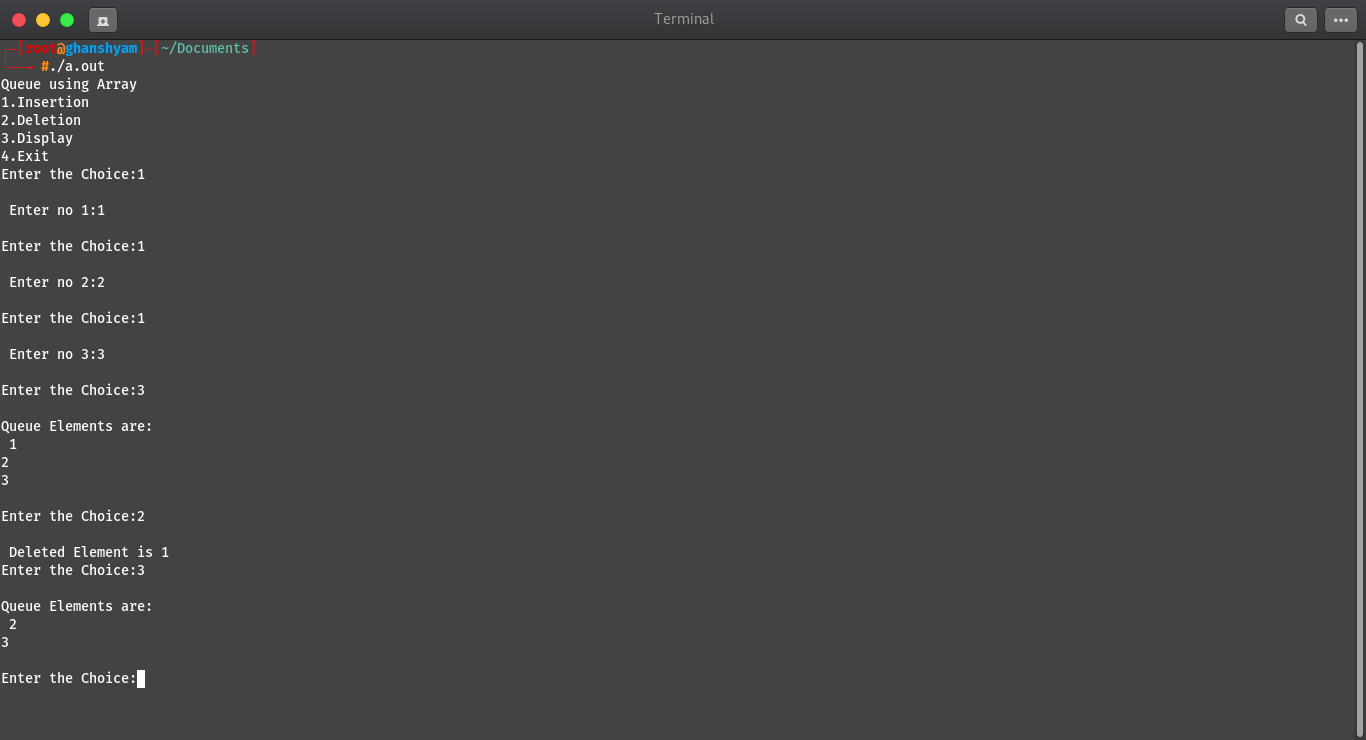 Terminal
[root@ghanshyam]─[~/Documents]
#./a.out
Queue using Array
1.Insertion
2.Deletion
3.Display
4.Exit
Enter the Choice:1
Enter no 1:1
Enter the Choice:1
Enter no 2:2
Enter the Choice:1
Enter no 3:3
Enter the Choice:3
Queue Elements are:
1
2
3
Enter the Choice:2
Deleted Element is 1
Enter the Choice:3
Queue Elements are:
2
3
Enter the Choice: